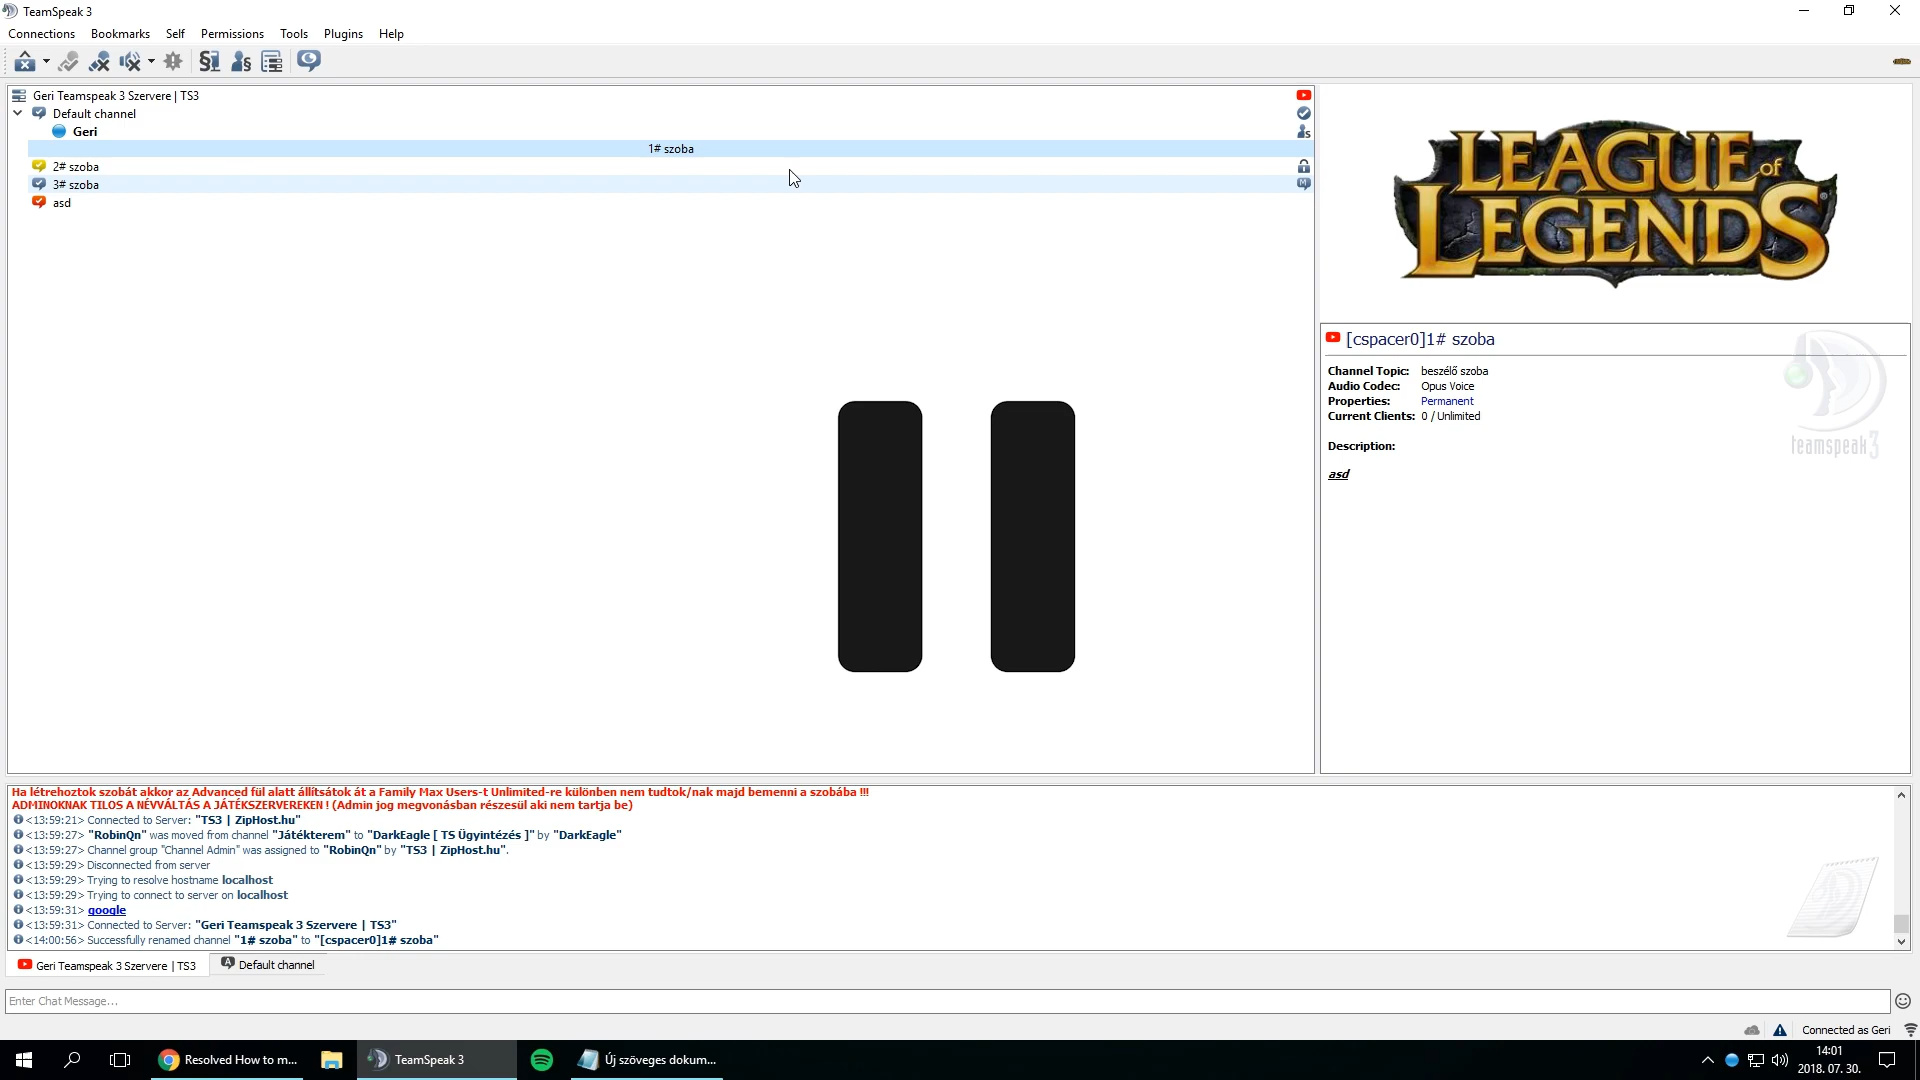 TeamSpeak 3
Connections Bookmarks Self Permissions Tools Plugins Help
Geri Teamspeak 3 Szervere | TS3
Default channel
Geri
1# szoba
2# szoba
3# szoba
asd
LEAGUE of
LEGENDS®
[cspacer0]1# szoba
Channel Topic: beszélő szoba
Audio Codec: Opus Voice
Properties: Permanent
Current Clients: 0 / Unlimited
Description:
asd
teamspeak 3
Ha létrehoztok szobát akkor az Advanced fül alatt állítsátok át a Family Max Users-t Unlimited-re különben nem tudtok/nak majd bemenni a szobába !!!
ADMINOKNAK TILOS A NÉVVÁLTÁS A JÁTÉKSZERVEREKEN ! (Admin jog megvonásban részesül aki nem tartja be)
<13:59:21> Connected to Server: "TS3 | ZipHost.hu"
<13:59:27> "RobinQn" was moved from channel "Játékterem" to "DarkEagle [ TS Ügyintézés ]" by "DarkEagle"
<13:59:27> Channel group "Channel Admin" was assigned to "RobinQn" by "TS3 | ZipHost.hu".
<13:59:29> Disconnected from server
<13:59:29> Trying to resolve hostname localhost
<13:59:29> Trying to connect to server on localhost
<13:59:31> google
<13:59:31> Connected to Server: "Geri Teamspeak 3 Szervere | TS3"
<14:00:56> Successfully renamed channel "1# szoba" to "[cspacer0]1# szoba"
Geri Teamspeak 3 Szervere | TS3 Default channel
Enter Chat Message...
Connected as Geri
Resolved How to m... TeamSpeak 3 Új szöveges dokum...
14:01
2018. 07. 30.